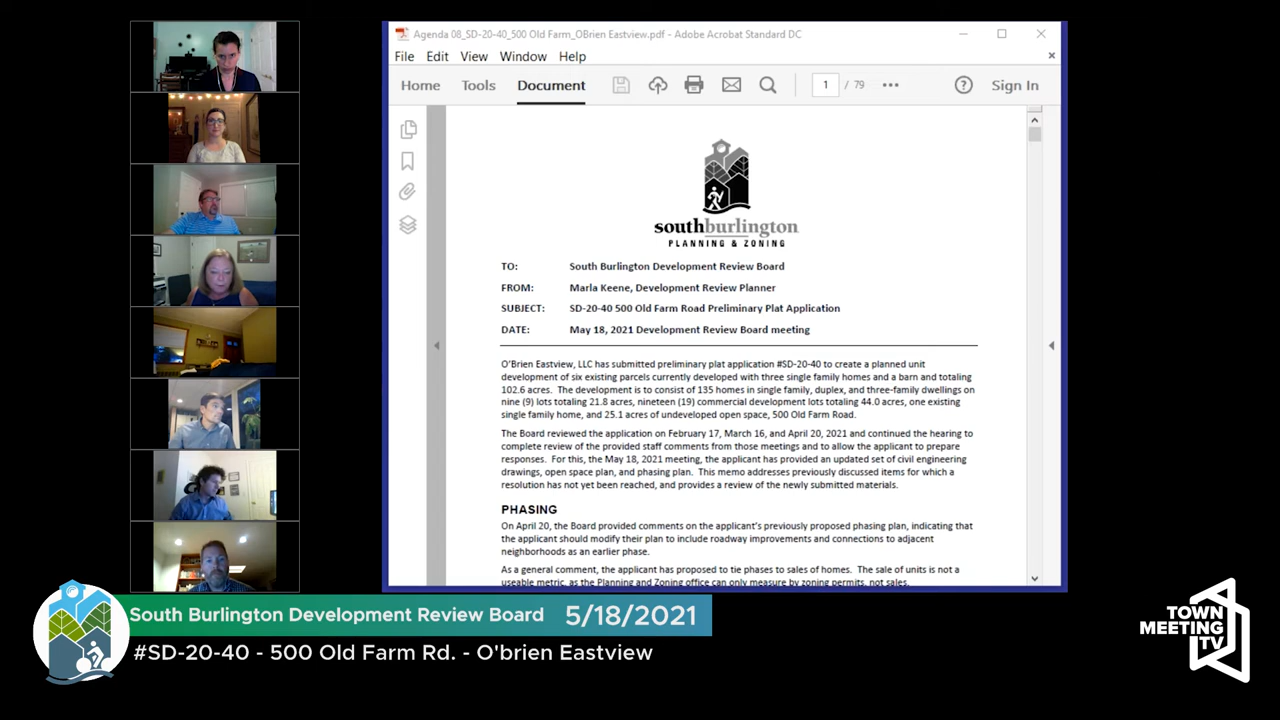 Agenda 08_SD-20-40_500 Old Farm_OBrien Eastview.pdf - Adobe Acrobat Standard DC
File Edit View Window Help
Home Tools Document 1 / 79 Sign In
southburlington
PLANNING & ZONING
TO: South Burlington Development Review Board
FROM: Marla Keene, Development Review Planner
SUBJECT: SD-20-40 500 Old Farm Road Preliminary Plat Application
DATE: May 18, 2021 Development Review Board meeting
O'Brien Eastview, LLC has submitted preliminary plat application #SD-20-40 to create a planned unit
development of six existing parcels currently developed with three single family homes and a barn and totaling
102.6 acres. The development is to consist of 135 homes in single family, duplex, and three-family dwellings on
nine (9) lots totaling 21.8 acres, nineteen (19) commercial development lots totaling 44.0 acres, one existing
single family home, and 25.1 acres of undeveloped open space, 500 Old Farm Road.
The Board reviewed the application on February 17, March 16, and April 20, 2021 and continued the hearing to
complete review of the provided staff comments from those meetings and to allow the applicant to prepare
responses. For this, the May 18, 2021 meeting, the applicant has provided an updated set of civil engineering
drawings, open space plan, and phasing plan. This memo addresses previously discussed items for which a
resolution has not yet been reached, and provides a review of the newly submitted materials.
PHASING
On April 20, the Board provided comments on the applicant's previously proposed phasing plan, indicating that
the applicant should modify their plan to include roadway improvements and connections to adjacent
neighborhoods as an earlier phase.
As a general comment, the applicant has proposed to tie phases to sales of homes. The sale of units is not a
useable metric, as the Planning and Zoning office can only measure by zoning permits, not sales.
South Burlington Development Review Board 5/18/2021
#SD-20-40 - 500 Old Farm Rd. - O'brien Eastview
TOWN
MEETING
TV